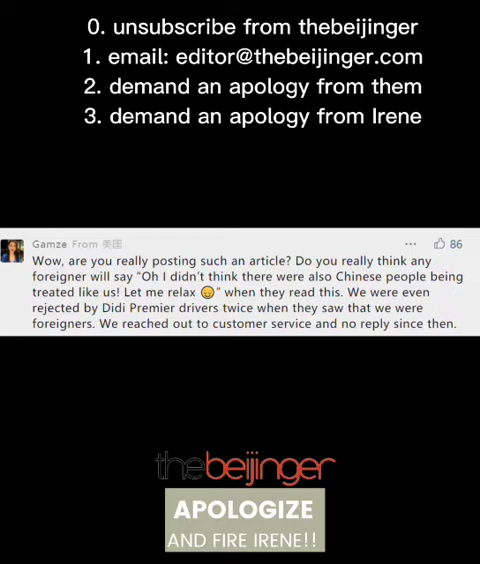 0. unsubscribe from thebeijinger
1. email: editor@thebeijinger.com
2. demand an apology from them
3. demand an apology from Irene
Gamze From 美国 ··· 86
Wow, are you really posting such an article? Do you really think any
foreigner will say "Oh I didn't think there were also Chinese people being
treated like us! Let me relax 😑" when they read this. We were even
rejected by Didi Premier drivers twice when they saw that we were
foreigners. We reached out to customer service and no reply since then.
thebeijinger
APOLOGIZE
AND FIRE IRENE!!